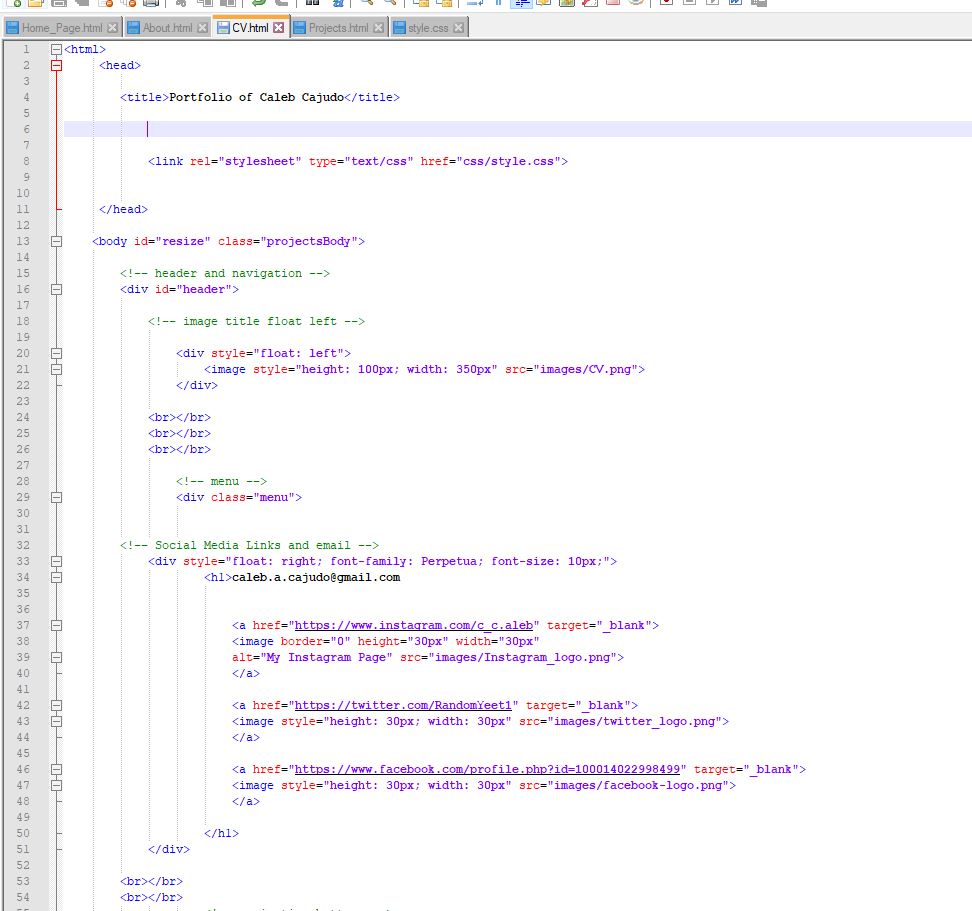 Home_Page.html About.html CV.html Projects.html style.css
1 <html>
2 <head>
3
4 <title>Portfolio of Caleb Cajudo</title>
5
6
7
8 <link rel="stylesheet" type="text/css" href="css/style.css">
9
10
11 </head>
12
13 <body id="resize" class="projectsBody">
14
15 <!-- header and navigation -->
16 <div id="header">
17
18 <!-- image title float left -->
19
20 <div style="float: left">
21 <image style="height: 100px; width: 350px" src="images/CV.png">
22 </div>
23
24 <br></br>
25 <br></br>
26 <br></br>
27
28 <!-- menu -->
29 <div class="menu">
30
31
32 <!-- Social Media Links and email -->
33 <div style="float: right; font-family: Perpetua; font-size: 10px;">
34 <h1>caleb.a.cajudo@gmail.com
35
36
37 <a href="https://www.instagram.com/c_c.aleb" target="_blank">
38 <image border="0" height="30px" width="30px"
39 alt="My Instagram Page" src="images/Instagram_logo.png">
40 </a>
41
42 <a href="https://twitter.com/RandomYeet1" target="_blank">
43 <image style="height: 30px; width: 30px" src="images/twitter_logo.png">
44 </a>
45
46 <a href="https://www.facebook.com/profile.php?id=100014022998499" target="_blank">
47 <image style="height: 30px; width: 30px" src="images/facebook-logo.png">
48 </a>
49
50 </h1>
51 </div>
52
53 <br></br>
54 <br></br>